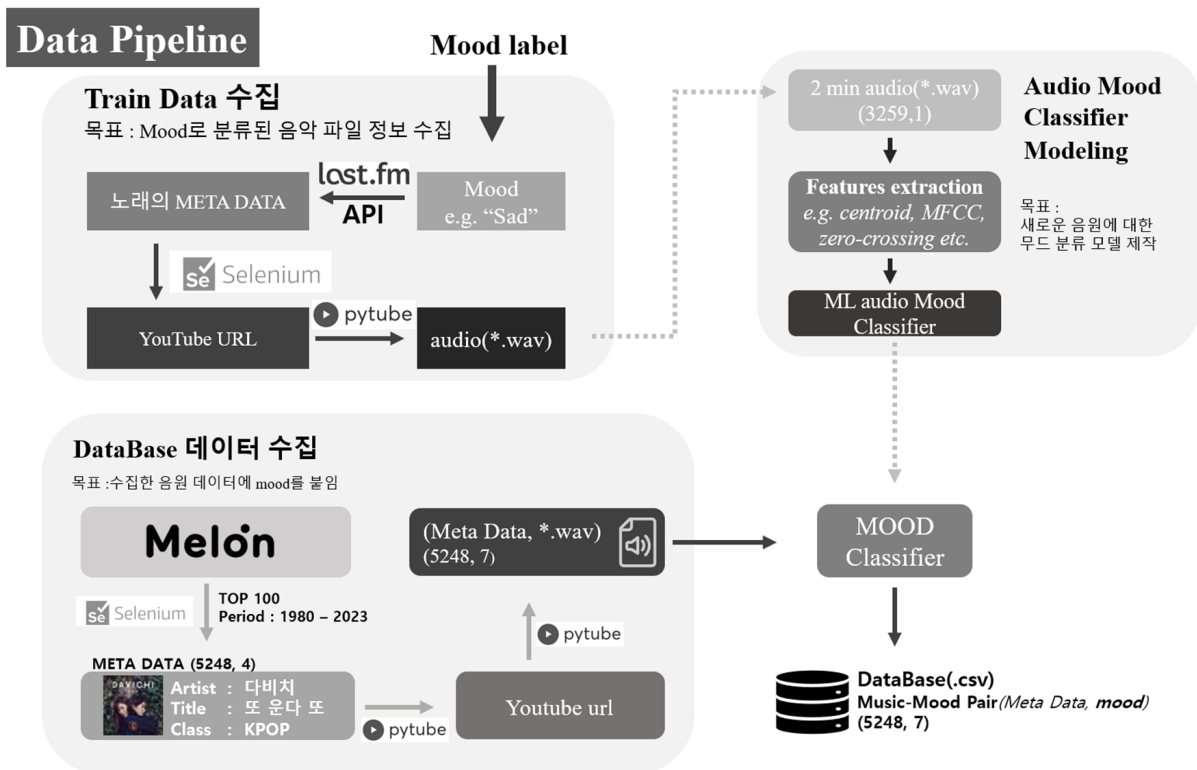 Data Pipeline
Mood label
Train Data 수집
목표 : Mood로 분류된 음악 파일 정보 수집
노래의 META DATA
last.fm
API
Mood
e.g. “Sad”
Se Selenium
YouTube URL
pytube
audio(*.wav)
2 min audio(*.wav)
(3259,1)
Features extraction
e.g. centroid, MFCC,
zero-crossing etc.
ML audio Mood
Classifier
Audio Mood
Classifier
Modeling
목표 :
새로운 음원에 대한
무드 분류 모델 제작
DataBase 데이터 수집
목표 :수집한 음원 데이터에 mood를 붙임
Melon
Se Selenium
TOP 100
Period : 1980 – 2023
META DATA (5248, 4)
DAVICHI
Artist : 다비치
Title : 또 운다 또
Class : KPOP
pytube
Youtube url
pytube
(Meta Data, *.wav)
(5248, 7)
MOOD
Classifier
DataBase(.csv)
Music-Mood Pair(Meta Data, mood)
(5248, 7)